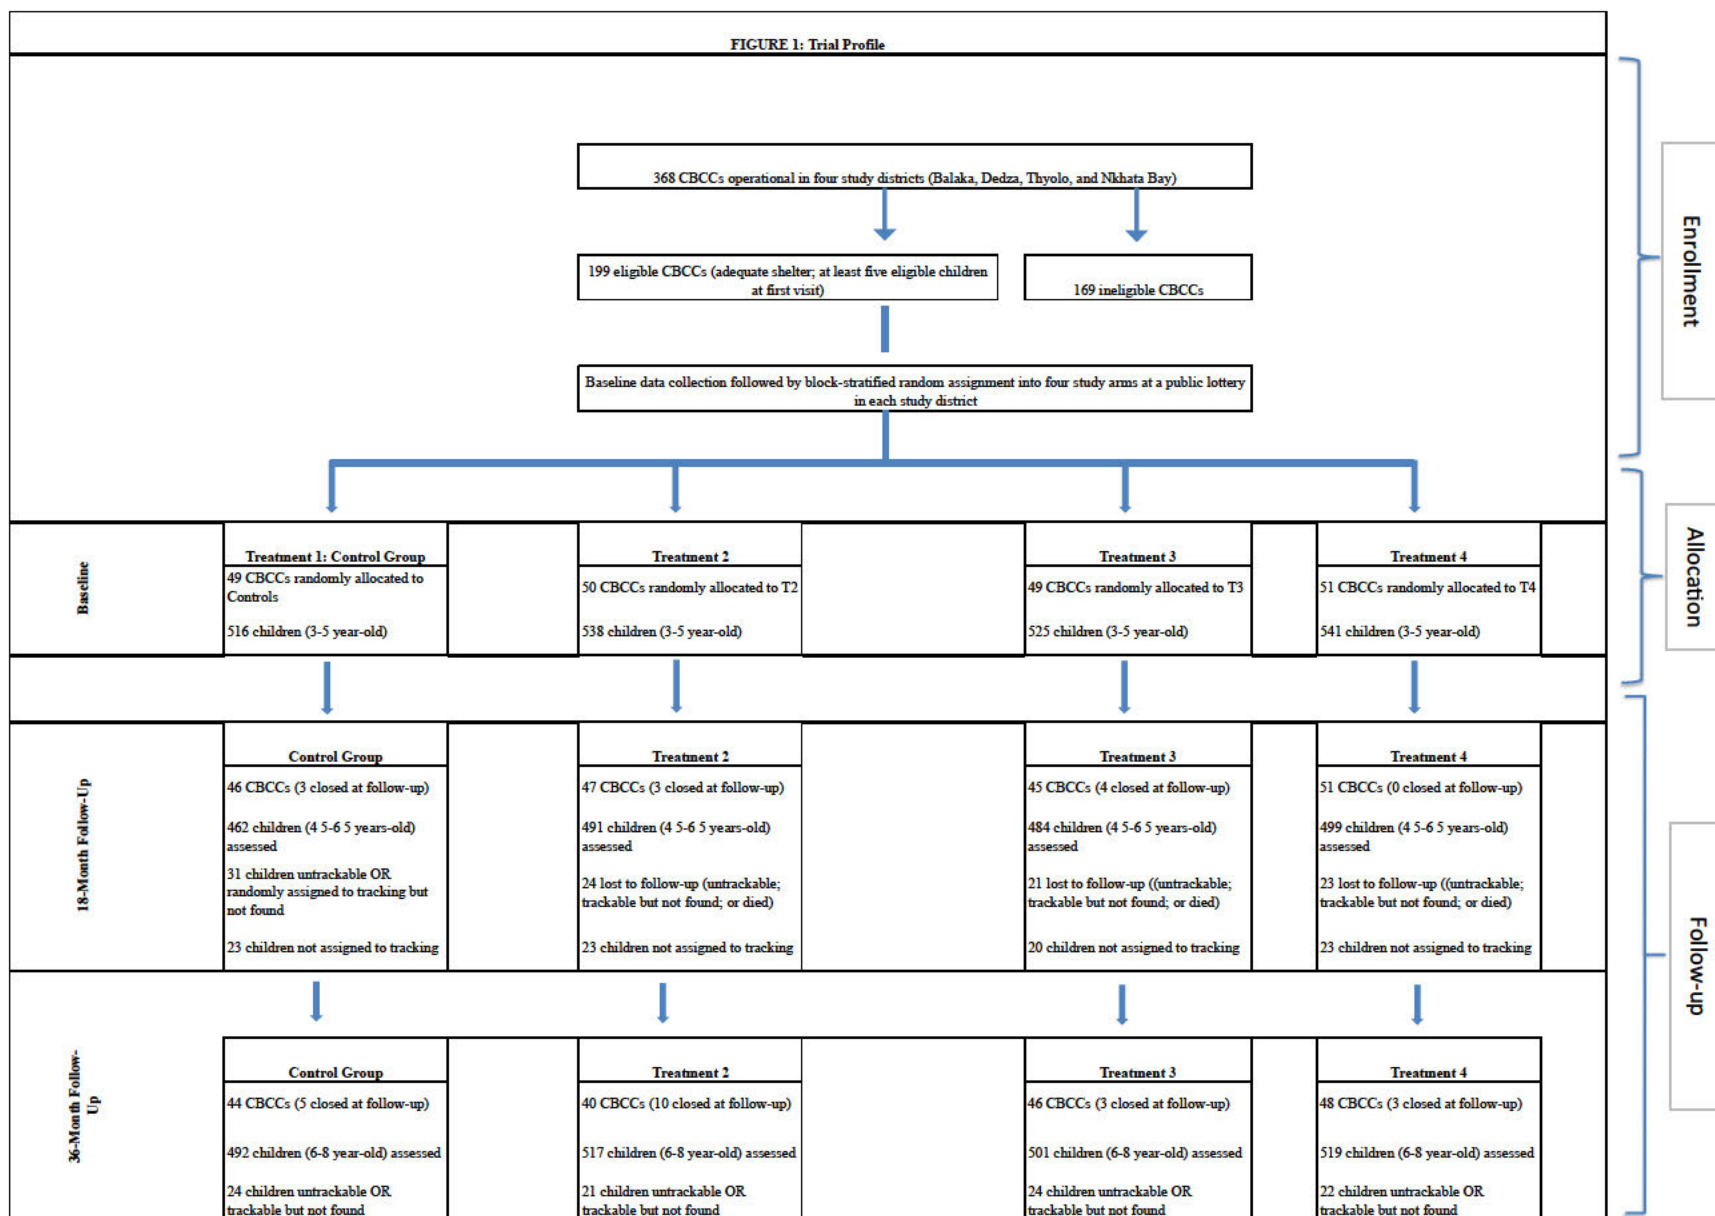 FIGURE 1: Trial Profile
368 CBCCs operational in four study districts (Balaka, Dedza, Thyolo, and Nkhata Bay)
199 eligible CBCCs (adequate shelter; at least five eligible children
at first visit)
169 ineligible CBCCs
Baseline data collection followed by block-stratified random assignment into four study arms at a public lottery
in each study district
Enrollment
Baseline
Treatment 1: Control Group
49 CBCCs randomly allocated to
Controls
516 children (3-5 year-old)
Treatment 2
50 CBCCs randomly allocated to T2
538 children (3-5 year-old)
Treatment 3
49 CBCCs randomly allocated to T3
525 children (3-5 year-old)
Treatment 4
51 CBCCs randomly allocated to T4
541 children (3-5 year-old)
Allocation
18-Month Follow-Up
Control Group
46 CBCCs (3 closed at follow-up)
462 children (4 5-6 5 years-old)
assessed
31 children untrackable OR
randomly assigned to tracking but
not found
23 children not assigned to tracking
Treatment 2
47 CBCCs (3 closed at follow-up)
491 children (4 5-6 5 years-old)
assessed
24 lost to follow-up (untrackable;
trackable but not found; or died)
23 children not assigned to tracking
Treatment 3
45 CBCCs (4 closed at follow-up)
484 children (4 5-6 5 years-old)
assessed
21 lost to follow-up ((untrackable;
trackable but not found; or died)
20 children not assigned to tracking
Treatment 4
51 CBCCs (0 closed at follow-up)
499 children (4 5-6 5 years-old)
assessed
23 lost to follow-up ((untrackable;
trackable but not found; or died)
23 children not assigned to tracking
Follow-up
36-Month Follow-
Up
Control Group
44 CBCCs (5 closed at follow-up)
492 children (6-8 year-old) assessed
24 children untrackable OR
trackable but not found
Treatment 2
40 CBCCs (10 closed at follow-up)
517 children (6-8 year-old) assessed
21 children untrackable OR
trackable but not found
Treatment 3
46 CBCCs (3 closed at follow-up)
501 children (6-8 year-old) assessed
24 children untrackable OR
trackable but not found
Treatment 4
48 CBCCs (3 closed at follow-up)
519 children (6-8 year-old) assessed
22 children untrackable OR
trackable but not found